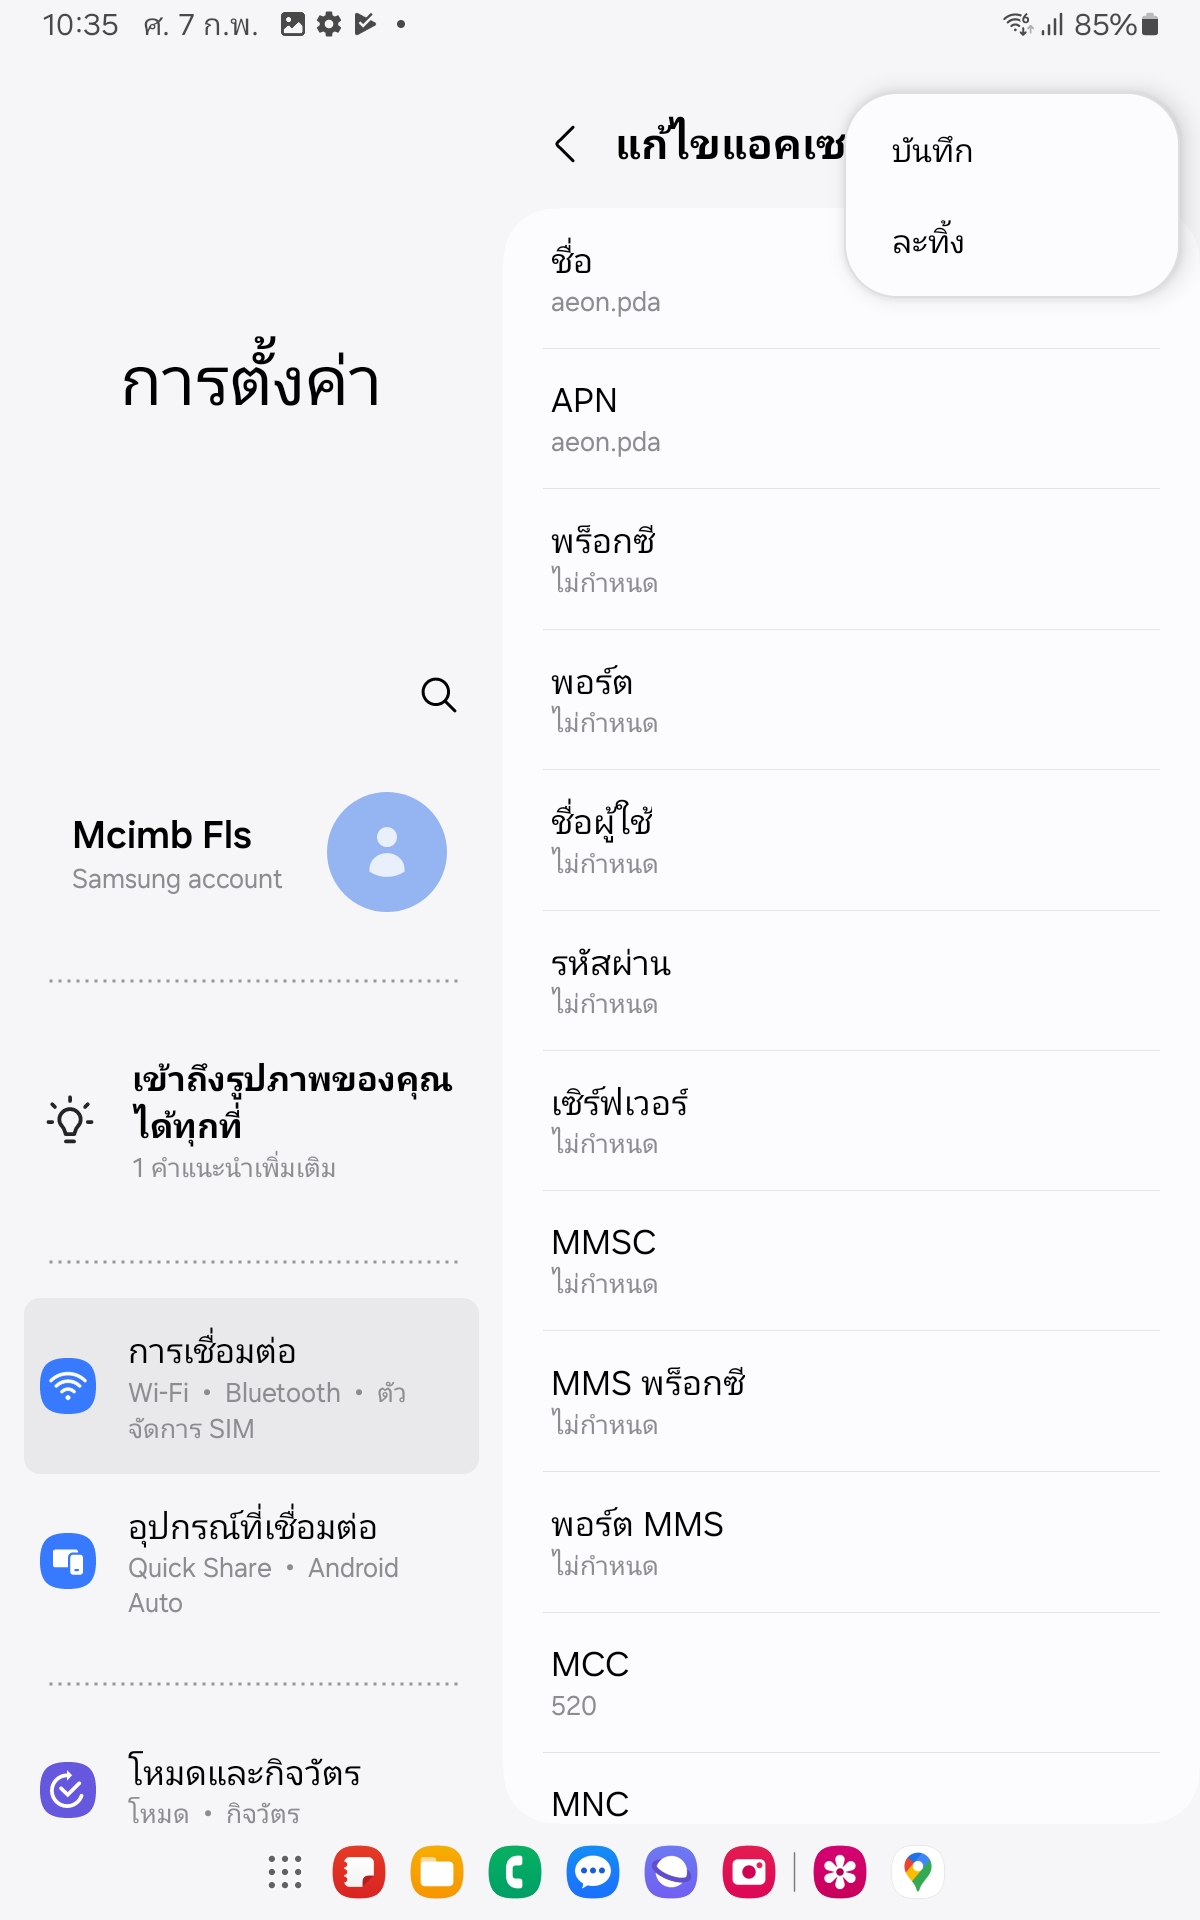 10:35 ศ. 7 ก.พ.
85%
การตั้งค่า
Mcimb Fls
Samsung account
เข้าถึงรูปภาพของคุณ
ได้ทุกที่
1 คำแนะนำเพิ่มเติม
การเชื่อมต่อ
Wi-Fi • Bluetooth • ตัว
จัดการ SIM
อุปกรณ์ที่เชื่อมต่อ
Quick Share • Android
Auto
โหมดและกิจวัตร
โหมด • กิจวัตร
แก้ไขแอคเซ
บันทึก
ละทิ้ง
ชื่อ
aeon.pda
APN
aeon.pda
พร็อกซี
ไม่กำหนด
พอร์ต
ไม่กำหนด
ชื่อผู้ใช้
ไม่กำหนด
รหัสผ่าน
ไม่กำหนด
เซิร์ฟเวอร์
ไม่กำหนด
MMSC
ไม่กำหนด
MMS พร็อกซี
ไม่กำหนด
พอร์ต MMS
ไม่กำหนด
MCC
520
MNC